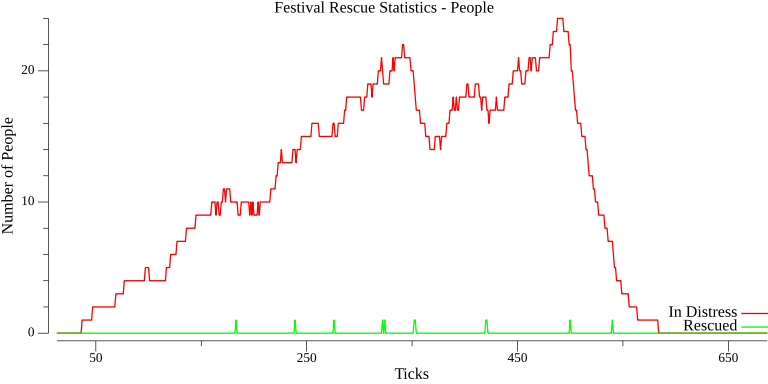 Festival Rescue Statistics - People
Number of People
20
10
0
In Distress
Rescued
50
250
450
650
Ticks